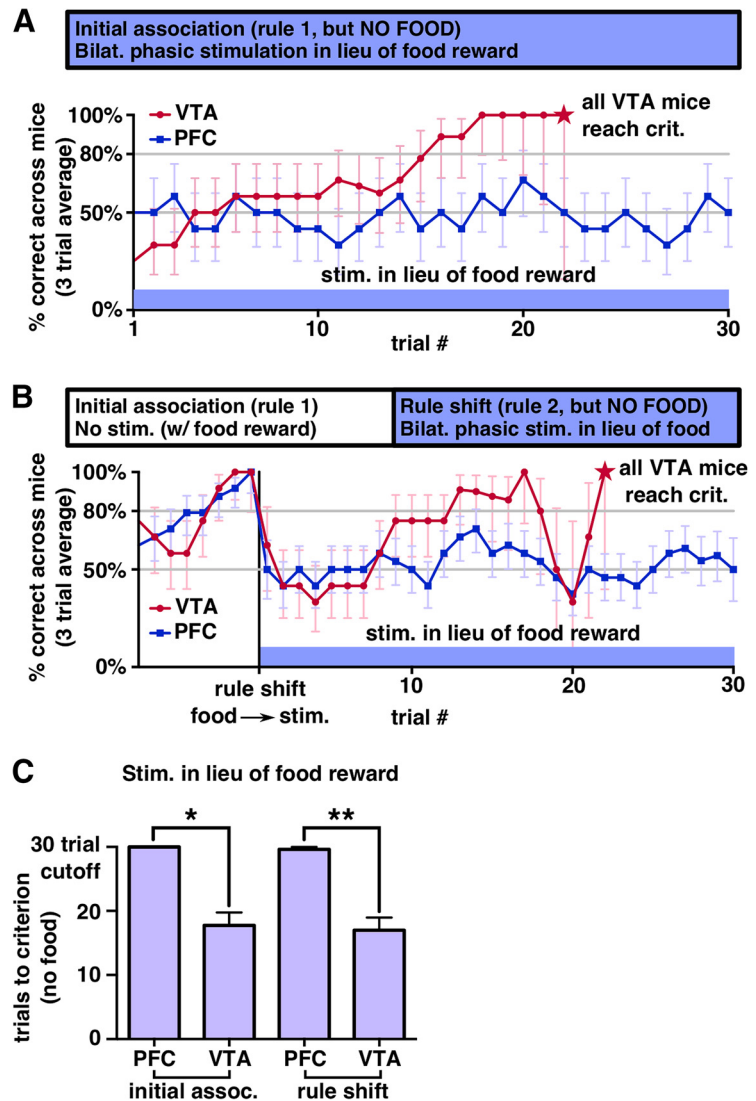 A
Initial association (rule 1, but NO FOOD)
Bilat. phasic stimulation in lieu of food reward
% correct across mice
(3 trial average)
100%
80%
50%
0%
VTA
PFC
all VTA mice
reach crit.
stim. in lieu of food reward
1
10
20
30
trial #
B
Initial association (rule 1)
No stim. (w/ food reward)
Rule shift (rule 2, but NO FOOD)
Bilat. phasic stim. in lieu of food
% correct across mice
(3 trial average)
100%
80%
50%
0%
all VTA mice
reach crit.
VTA
PFC
stim. in lieu of food reward
rule shift
food → stim.
10
20
30
trial #
C
Stim. in lieu of food reward
trials to criterion
(no food)
30 trial
cutoff
20
10
0
*
**
PFC
VTA
PFC
VTA
initial assoc.
rule shift